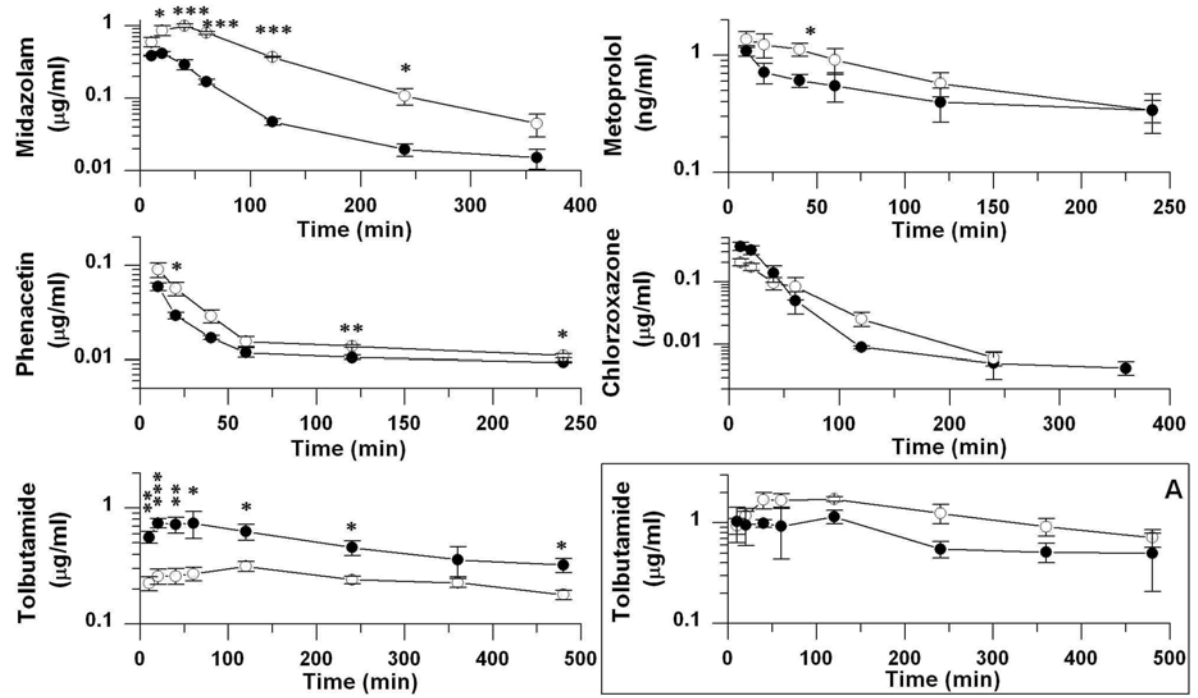 Midazolam
(µg/ml)
1
0.1
0.01
* *** *** *** *
0 100 200 300 400
Time (min)
Metoprolol
(ng/ml)
1
0.1
*
0 50 100 150 200 250
Time (min)
Phenacetin
(µg/ml)
0.1
0.01
* ** *
0 50 100 150 200 250
Time (min)
Chlorzoxazone
(µg/ml)
0.1
0.01
0 100 200 300 400
Time (min)
Tolbutamide
(µg/ml)
1
0.1
** *** ** * * * *
0 100 200 300 400 500
Time (min)
A
Tolbutamide
(µg/ml)
1
0.1
0 100 200 300 400 500
Time (min)